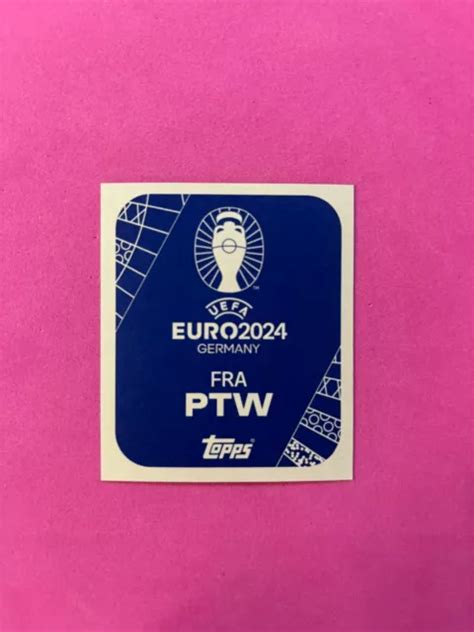 UEFA
EURO2024
GERMANY
FRA
PTW
Topps